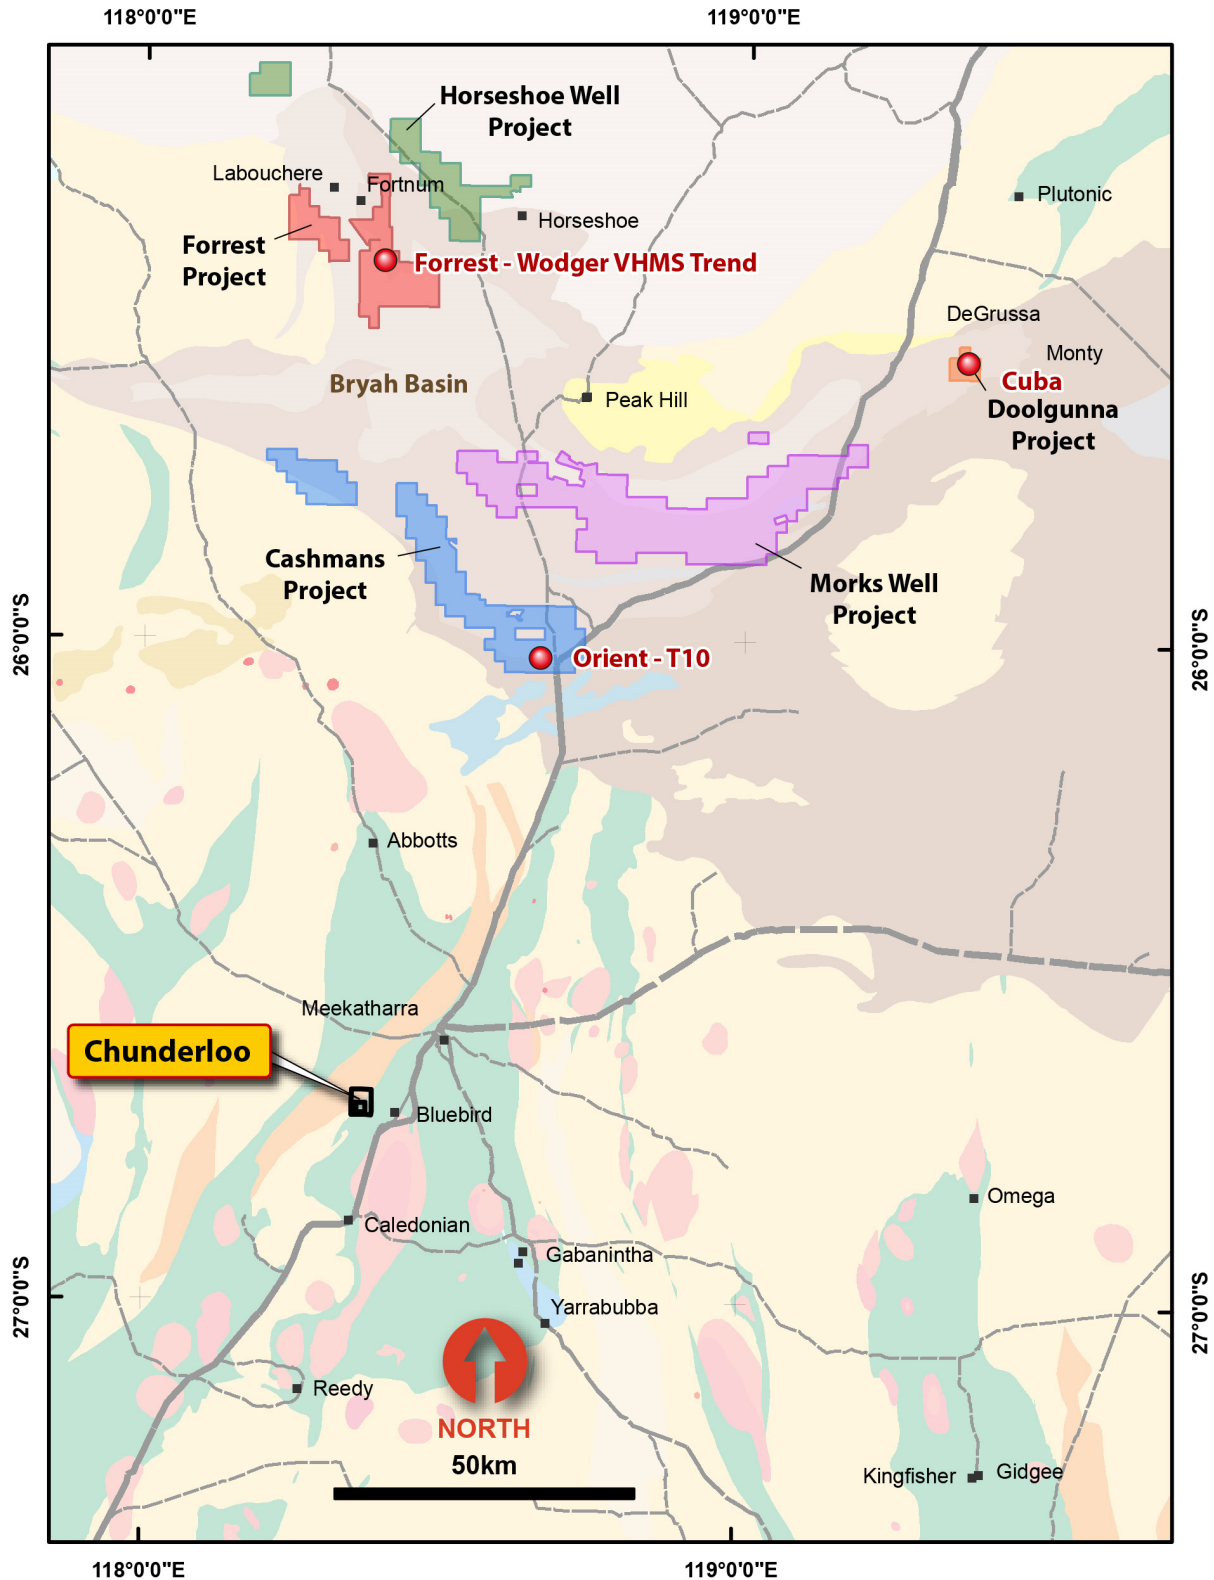 118°0'0"E
119°0'0"E
Horseshoe Well
Project
Labouchere
Fortnum
Plutonic
Horseshoe
Forrest
Project
Forrest - Wodger VHMS Trend
DeGrussa
Monty
Bryah Basin
Cuba
Peak Hill
Doolgunna
Project
Cashmans
Project
Morks Well
Project
26°0'0"S
26°0'0"S
Orient - T10
Abbotts
Meekatharra
Chunderloo
Bluebird
Omega
Caledonian
Gabanintha
27°0'0"S
27°0'0"S
Yarrabubba
Reedy
NORTH
50km
Kingfisher
Gidgee
118°0'0"E
119°0'0"E